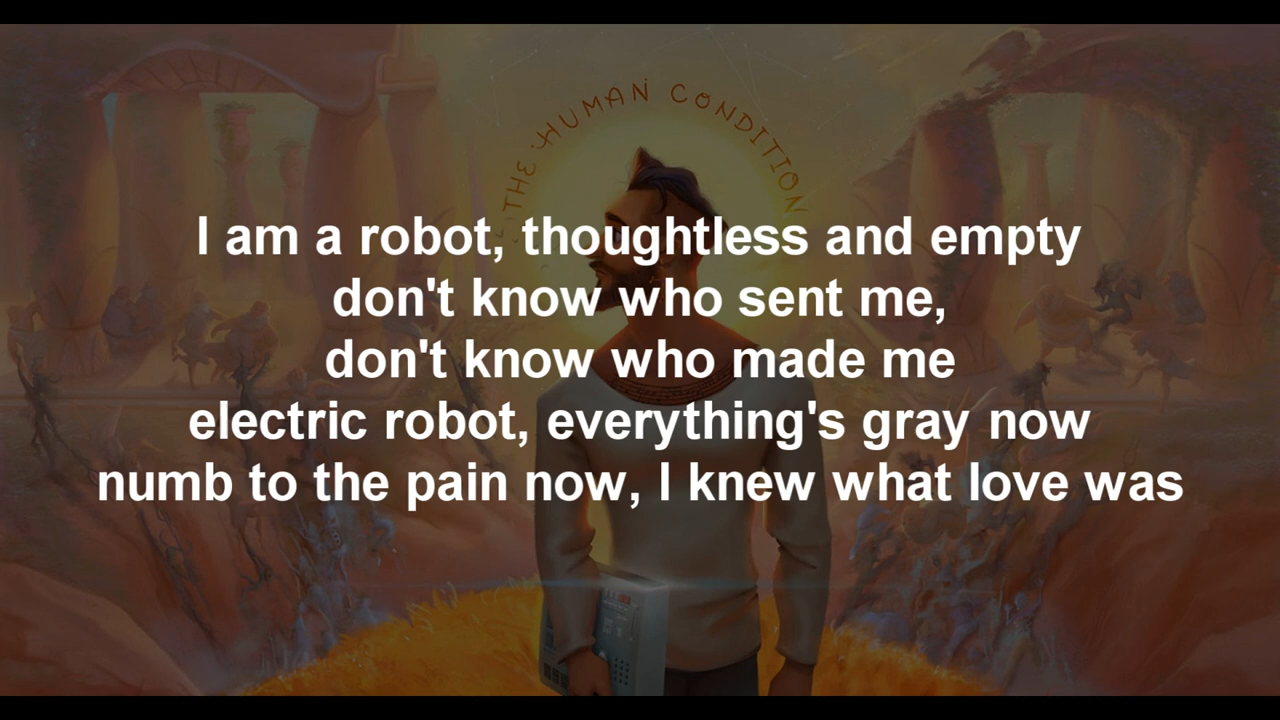 THE HUMAN CONDITION
I am a robot, thoughtless and empty
don't know who sent me,
don't know who made me
electric robot, everything's gray now
numb to the pain now, I knew what love was